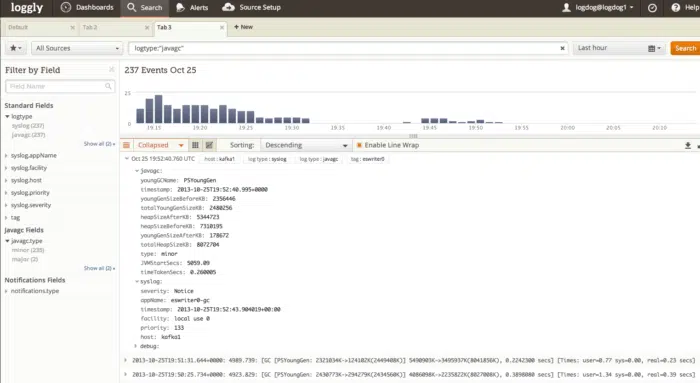 loggly Dashboards Search Alerts Source Setup logdog@logdog1 Help
Default Tab 2 Tab 3 + New
All Sources logtype:"javagc" Last hour Search
Filter by Field
Field Name
Standard Fields
logtype
syslog (237)
javagc (237)
Show all (2)
syslog.appName
syslog.facility
syslog.host
syslog.priority
syslog.severity
tag
javagc Fields
javagc.type
minor (235)
major (2)
Show all (2)
Notifications Fields
notifications.type
237 Events Oct 25
25
0
19:15 19:20 19:25 19:30 19:35 19:40 19:45 19:50 19:55 20:00 20:05 20:10
Collapsed Sorting: Descending Enable Line Wrap
Oct 25 19:52:40.760 UTC host: kafka1 log type: syslog log type: javagc tag: eswriter0
javagc:
youngGCName: PSYoungGen
timestamp: 2013-10-25T19:52:40.995+0000
youngGenSizeBeforeKB: 2356446
totalYoungGenSizeKB: 2480256
heapSizeAfterKB: 5344723
heapSizeBeforeKB: 7310195
youngGenSizeAfterKB: 178672
totalHeapSizeKB: 8072704
type: minor
JVMStartSecs: 5059.09
timeTakenSecs: 0.260005
syslog:
severity: Notice
appName: eswriter0-gc
timestamp: 2013-10-25T19:52:43.904019+00:00
facility: local use 0
priority: 133
host: kafka1
debug:
2013-10-25T19:51:31.644+0000: 4989.739: [GC [PSYoungGen: 2321034K->124102K(2449408K)] 5490903K->3495937K(8041856K), 0.2242300 secs] [Times: user=0.77 sys=0.00, real=0.23 secs]
2013-10-25T19:50:25.734+0000: 4923.829: [GC [PSYoungGen: 2430773K->294279K(2434560K)] 4086098K->2235822K(8027008K), 0.3898080 secs] [Times: user=1.34 sys=0.00, real=0.39 secs]